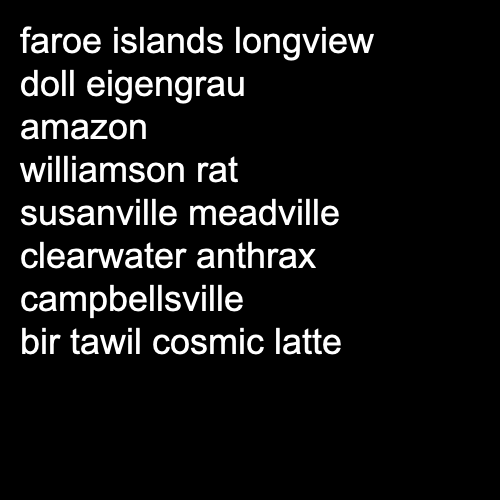 faroe islands longview
doll eigengrau
amazon
williamson rat
susanville meadville
clearwater anthrax
campbellsville
bir tawil cosmic latte